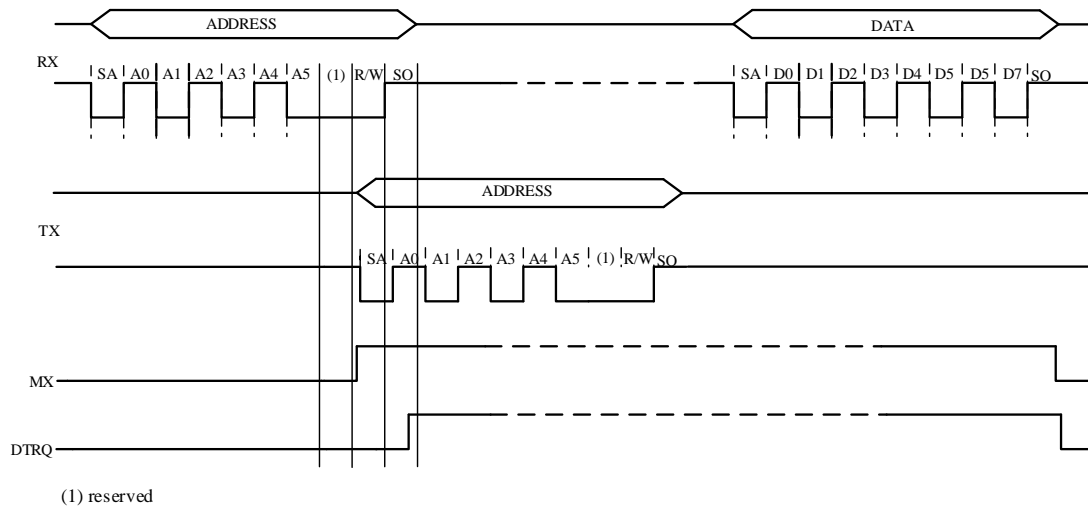 ADDRESS DATA
RX
SA A0 A1 A2 A3 A4 A5 (1) R/W SO SA D0 D1 D2 D3 D4 D5 D5 D7 SO
ADDRESS
TX
SA A0 A1 A2 A3 A4 A5 (1) R/W SO
MX
DTRQ
(1) reserved